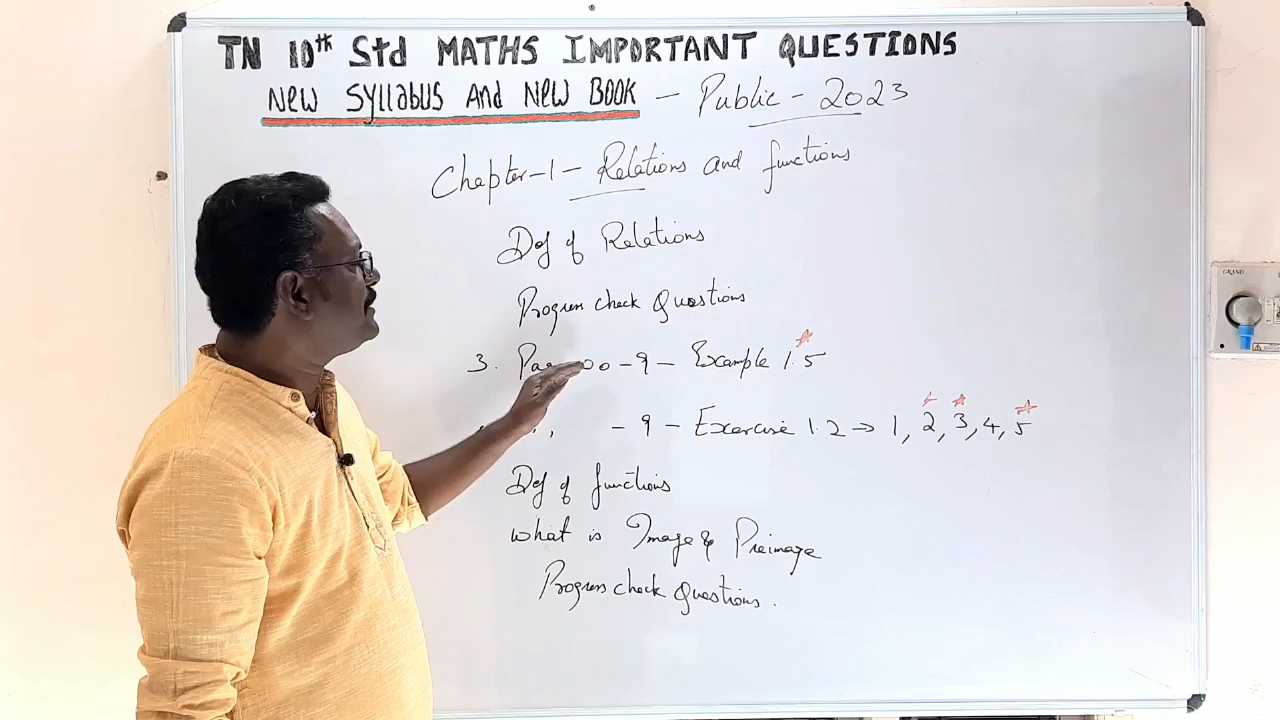 TN 10th Std MATHS IMPORTANT QUESTIONS
New Syllabus And New Book - Public - 2023
Chapter-1 - Relations and functions
Def of Relations
Progress check Questions
3. - 9 - Example 1.5
- 9 - Exercise 1.2 → 1, 2, 3, 4, 5
Def of functions
what is Image & Preimage
Progress check Questions.
GRAND